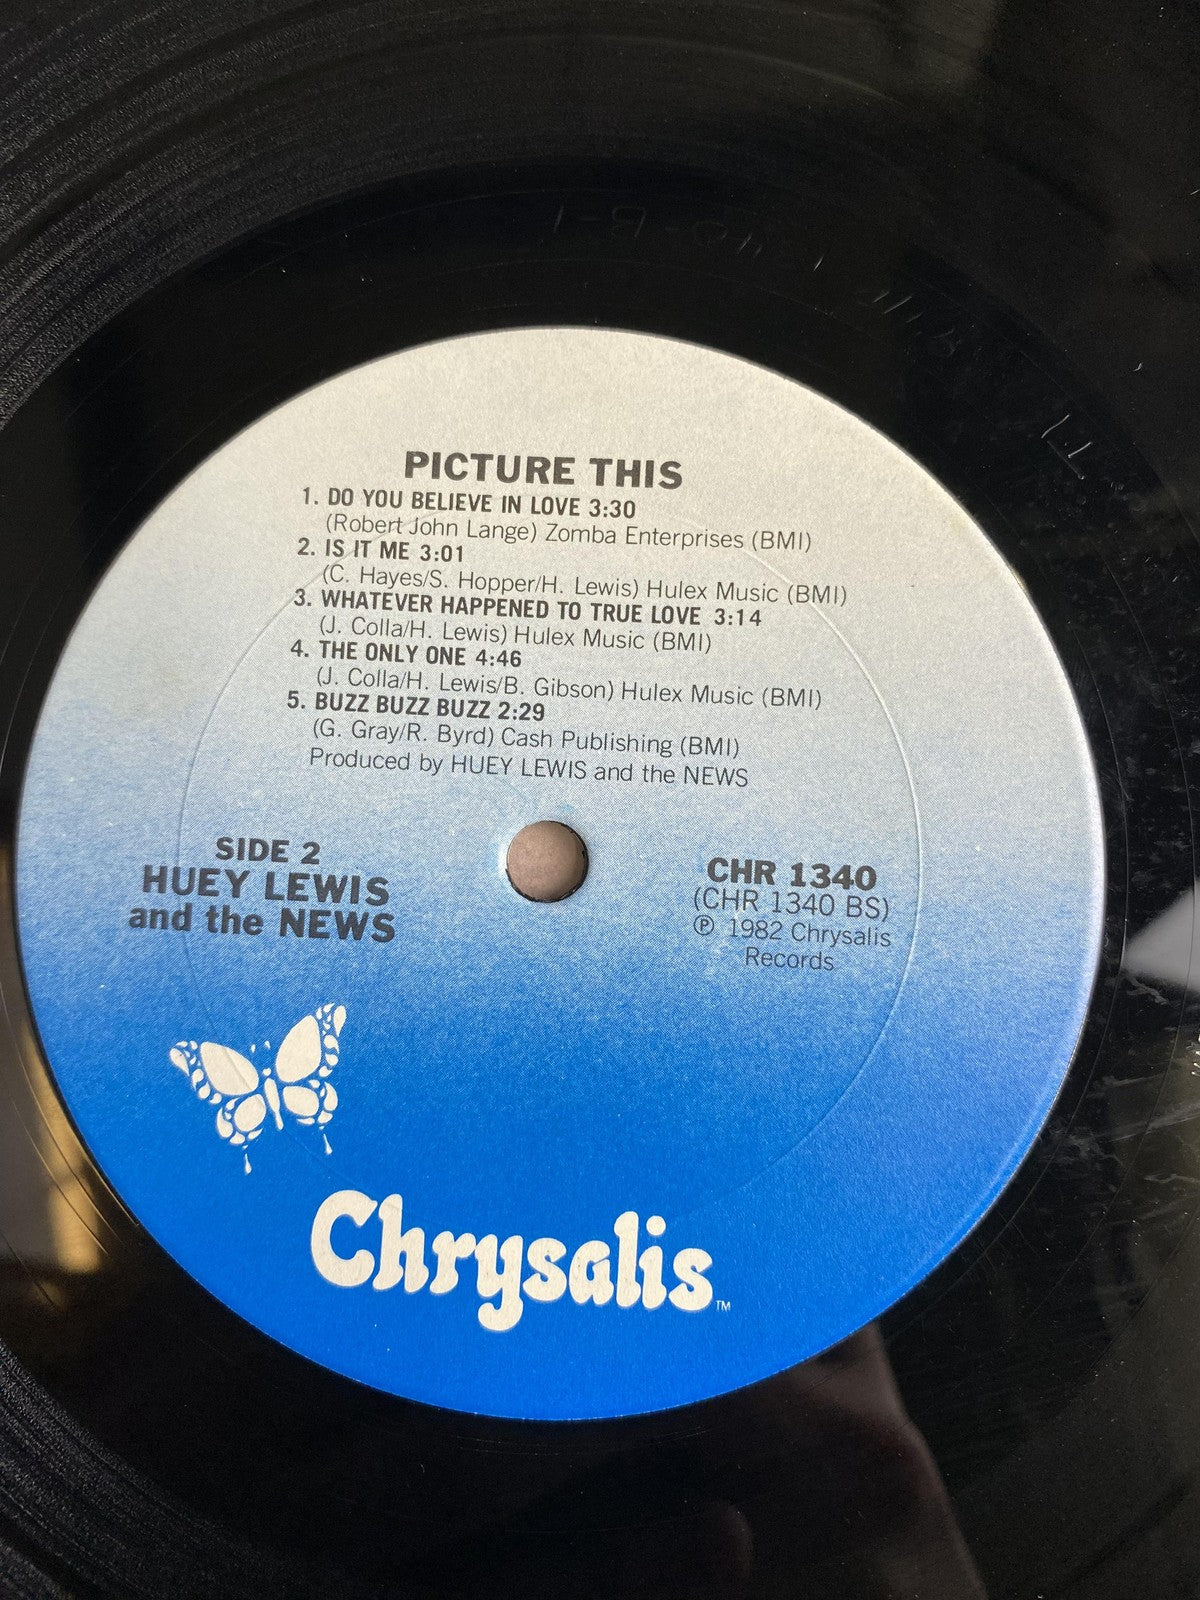 PICTURE THIS
1. DO YOU BELIEVE IN LOVE 3:30
(Robert John Lange) Zomba Enterprises (BMI)
2. IS IT ME 3:01
(C. Hayes/S. Hopper/H. Lewis) Hulex Music (BMI)
3. WHATEVER HAPPENED TO TRUE LOVE 3:14
(J. Colla/H. Lewis) Hulex Music (BMI)
4. THE ONLY ONE 4:46
(J. Colla/H. Lewis/B. Gibson) Hulex Music (BMI)
5. BUZZ BUZZ BUZZ 2:29
(G. Gray/R. Byrd) Cash Publishing (BMI)
Produced by HUEY LEWIS and the NEWS
SIDE 2
HUEY LEWIS
and the NEWS
CHR 1340
(CHR 1340 BS)
℗ 1982 Chrysalis
Records
Chrysalis™